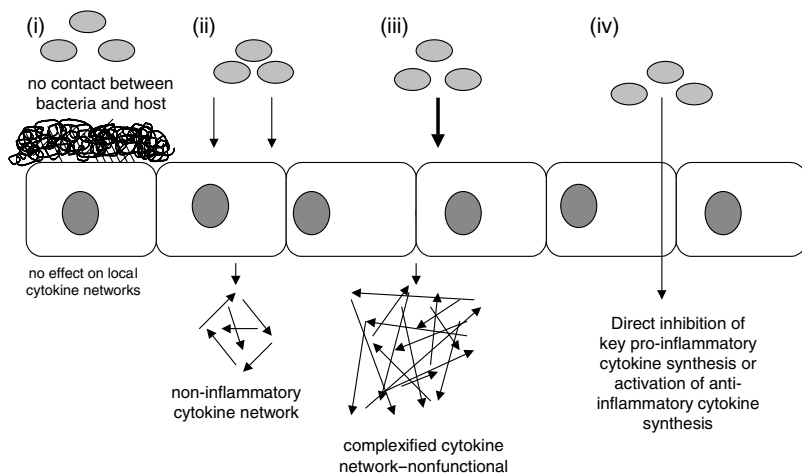 (i)
no contact between
bacteria and host
no effect on local
cytokine networks
(ii)
non-inflammatory
cytokine network
(iii)
complexified cytokine
network–nonfunctional
(iv)
Direct inhibition of
key pro-inflammatory
cytokine synthesis or
activation of anti-
inflammatory cytokine
synthesis